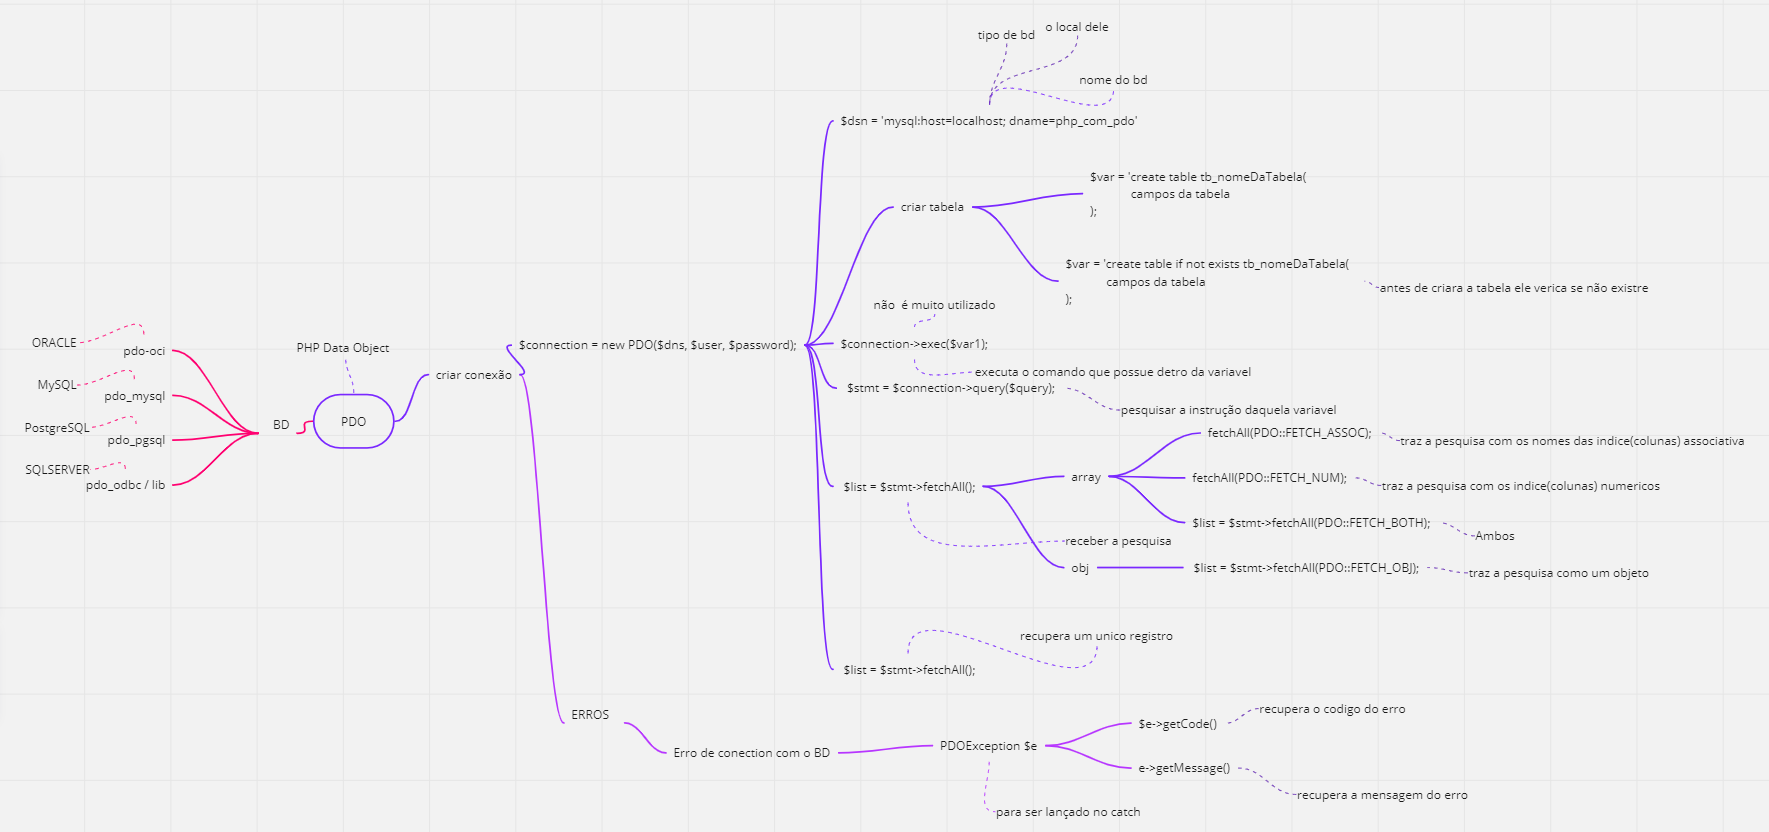 tipo de bd
o local dele
nome do bd
$dsn = 'mysql:host=localhost; dname=php_com_pdo'
$var = 'create table tb_nomeDaTabela(
campos da tabela
);
criar tabela
$var = 'create table if not exists tb_nomeDaTabela(
campos da tabela
);
antes de criara a tabela ele verica se não existre
não  é muito utilizado
$connection->exec($var1);
executa o comando que possue detro da variavel
$stmt = $connection->query($query);
pesquisar a instrução daquela variavel
ORACLE
pdo-oci
MySQL
pdo_mysql
PostgreSQL
pdo_pgsql
SQLSERVER
pdo_odbc / lib
BD
PHP Data Object
PDO
criar conexão
$connection = new PDO($dns, $user, $password);
fetchAll(PDO::FETCH_ASSOC);
traz a pesquisa com os nomes das indice(colunas) associativa
array
fetchAll(PDO::FETCH_NUM);
traz a pesquisa com os indice(colunas) numericos
$list = $stmt->fetchAll();
$list = $stmt->fetchAll(PDO::FETCH_BOTH);
Ambos
receber a pesquisa
obj
$list = $stmt->fetchAll(PDO::FETCH_OBJ);
traz a pesquisa como um objeto
recupera um unico registro
$list = $stmt->fetchAll();
ERROS
Erro de conection com o BD
PDOException $e
para ser lançado no catch
$e->getCode()
recupera o codigo do erro
e->getMessage()
recupera a mensagem do erro